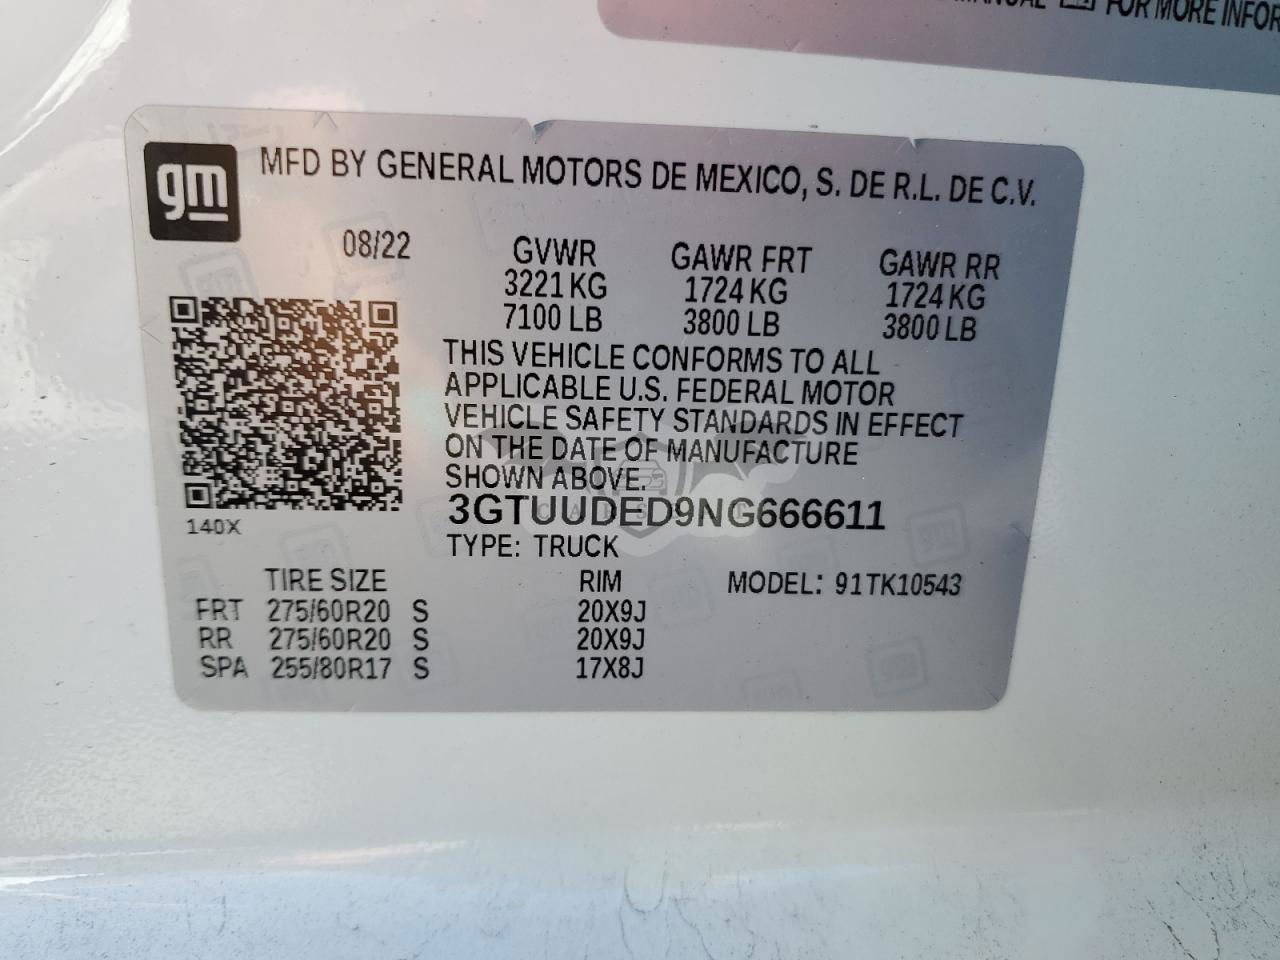 MANUAL FOR MORE INFOR
gm
MFD BY GENERAL MOTORS DE MEXICO, S. DE R.L. DE C.V.
08/22 GVWR GAWR FRT GAWR RR
3221 KG 1724 KG 1724 KG
7100 LB 3800 LB 3800 LB
THIS VEHICLE CONFORMS TO ALL
APPLICABLE U.S. FEDERAL MOTOR
VEHICLE SAFETY STANDARDS IN EFFECT
ON THE DATE OF MANUFACTURE
SHOWN ABOVE.
3GTUUDED9NG666611
140X
TYPE: TRUCK
TIRE SIZE RIM MODEL: 91TK10543
FRT 275/60R20 S 20X9J
RR 275/60R20 S 20X9J
SPA 255/80R17 S 17X8J